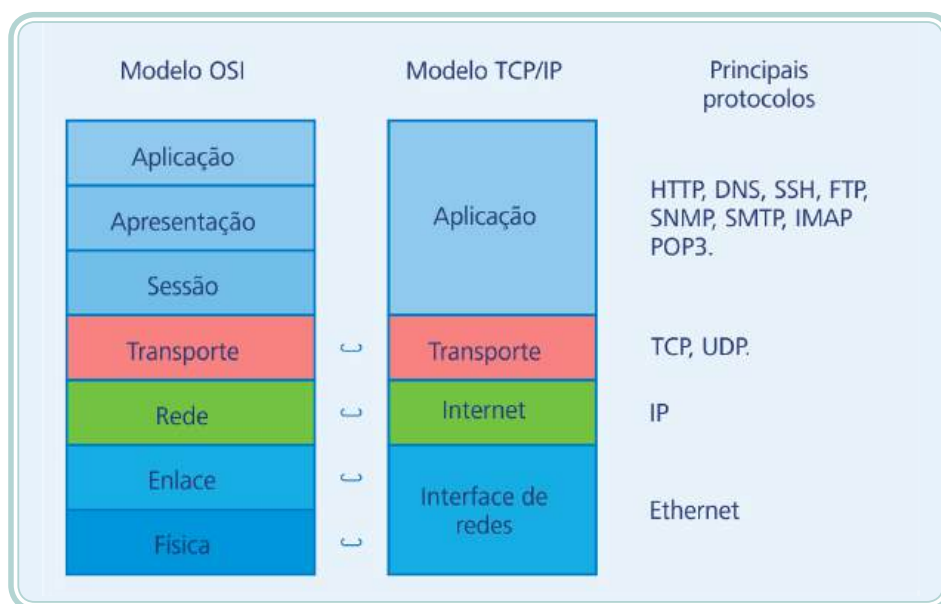 Modelo OSI
Modelo TCP/IP
Principais
protocolos
Aplicação
Apresentação
Sessão
Transporte
Rede
Enlace
Física
Aplicação
Transporte
Internet
Interface de
redes
HTTP, DNS, SSH, FTP,
SNMP, SMTP, IMAP
POP3.
TCP, UDP.
IP
Ethernet